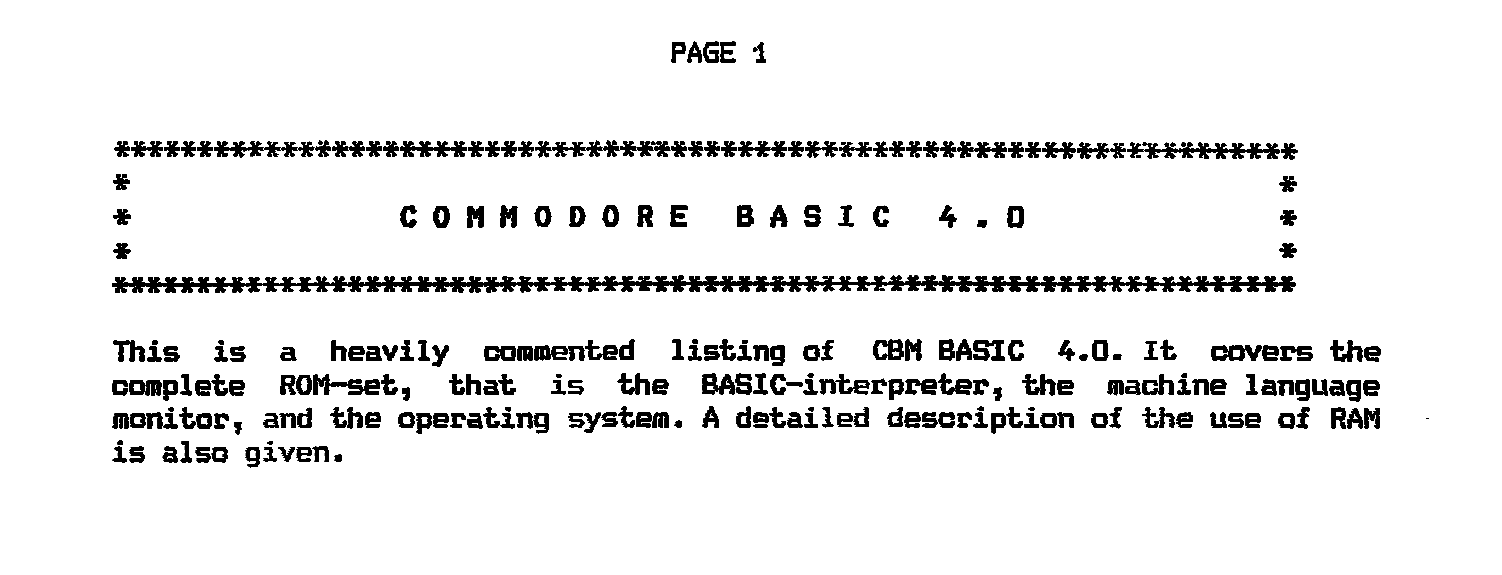 PAGE 1
**********************************************************************
*                                                                    *
*                C O M M O D O R E   B A S I C   4 . 0               *
*                                                                    *
**********************************************************************
This is a heavily commented listing of CBM BASIC 4.0. It covers the
complete ROM-set, that is the BASIC-interpreter, the machine language
monitor, and the operating system. A detailed description of the use of RAM
is also given.